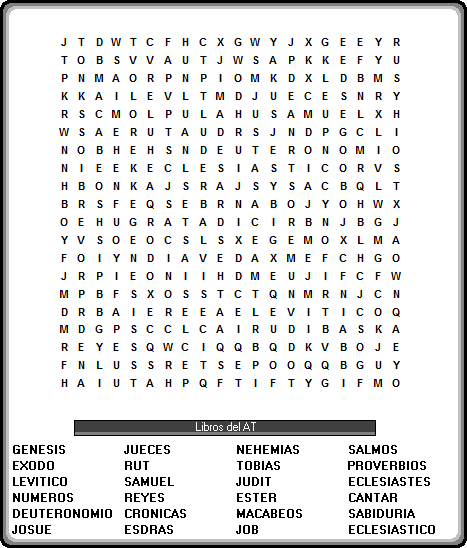 J T D W T C F H C X G W Y J X G E E Y R
T O B S V V A U T J W S A P K K E F Y U
P N M A O R P N P I O M K D X L D B M S
K K A I L E V L T M D J U E C E S N R Y
R S C M O L P U L A H U S A M U E L X H
W S A E R U T A U D R S J N D P G C L I
N O B H E H S N D E U T E R O N O M I O
N I E E K E C L E S I A S T I C O R V S
H B O N K A J S R A J S Y S A C B Q L T
B R S F E Q S E B R N A B O J Y O H W X
O E H U G R A T A D I C I R B N J B G J
Y V S O E O C S L S X E G E M O X L M A
F O I Y N D I A V E D A X M E F C H G O
J R P I E O N I I H D M E U J I F C F W
M P B F S X O S S T C T Q N M R N J C N
D R B A I E R E E A E L E V I T I C O Q
M D G P S C C L C A I R U D I B A S K A
R E Y E S Q W C I Q Q B Q D K V B O J E
F N L U S S R E T S E P O O Q Q B G U Y
H A I U T A H P Q F T I F T Y G I F M O
Libros del AT
GENESIS JUECES NEHEMIAS SALMOS
EXODO RUT TOBIAS PROVERBIOS
LEVITICO SAMUEL JUDIT ECLESIASTES
NUMEROS REYES ESTER CANTAR
DEUTERONOMIO CRONICAS MACABEOS SABIDURIA
JOSUE ESDRAS JOB ECLESIASTICO